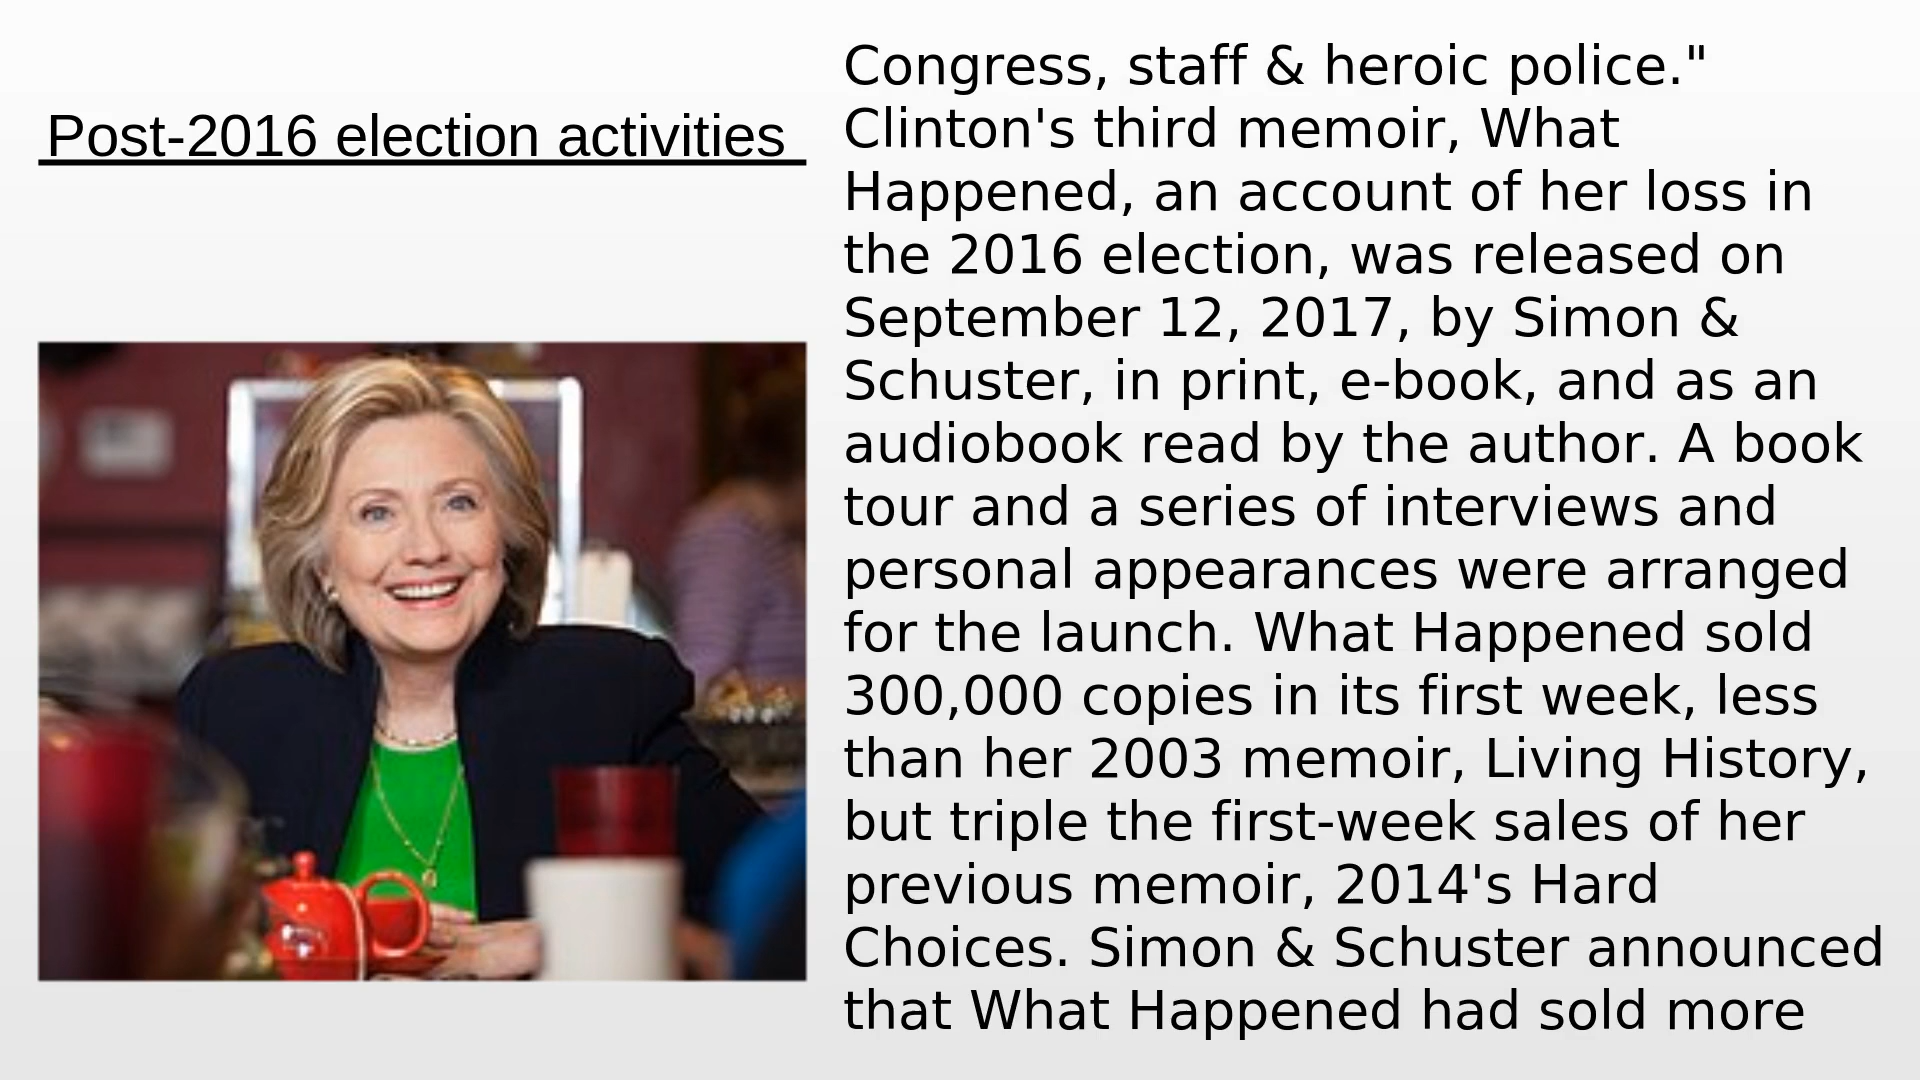 Post-2016 election activities
Congress, staff & heroic police."
Clinton's third memoir, What
Happened, an account of her loss in
the 2016 election, was released on
September 12, 2017, by Simon &
Schuster, in print, e-book, and as an
audiobook read by the author. A book
tour and a series of interviews and
personal appearances were arranged
for the launch. What Happened sold
300,000 copies in its first week, less
than her 2003 memoir, Living History,
but triple the first-week sales of her
previous memoir, 2014's Hard
Choices. Simon & Schuster announced
that What Happened had sold more